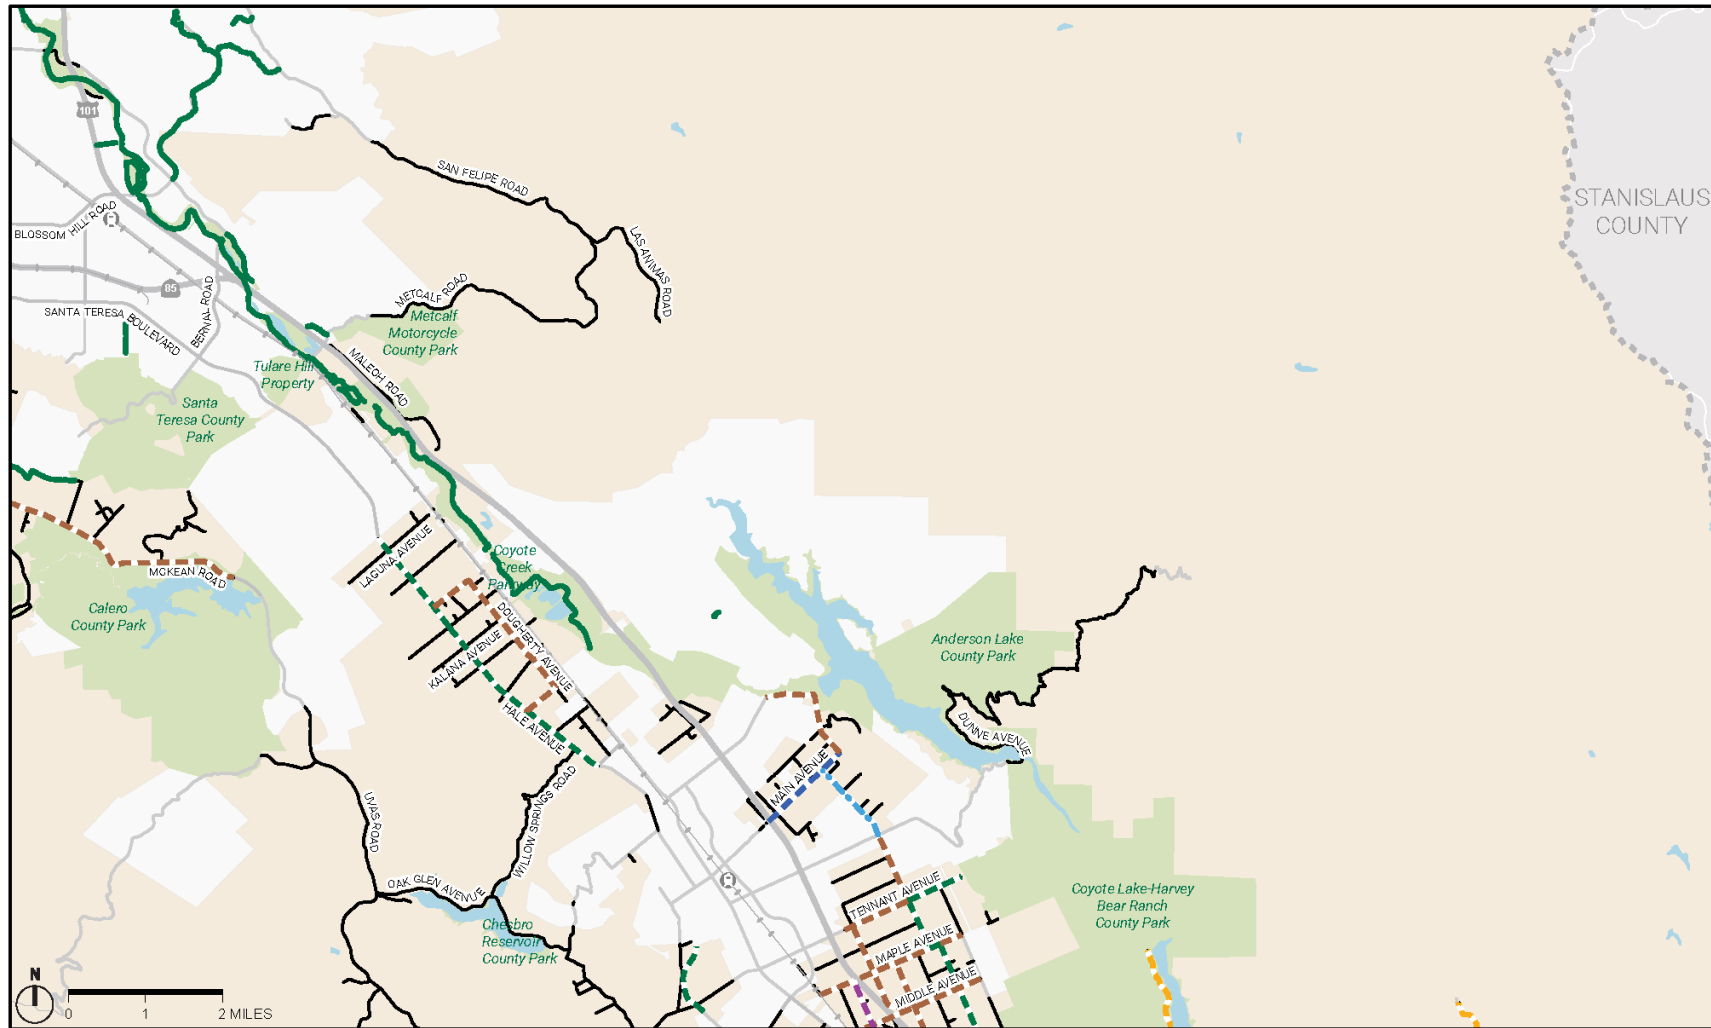 101
SAN FELIPE ROAD
STANISLAUS
COUNTY
BLOSSOM HILL ROAD
LAS ANIMAS ROAD
85
BERNAL ROAD
METCALF ROAD
SANTA TERESA BOULEVARD
Metcalf
Motorcycle
County Park
Tulare Hill
Property
MALECH ROAD
Santa
Teresa County
Park
LAGUNA AVENUE
Coyote
Creek
Parkway
MCKEAN ROAD
Calero
County Park
DOUGHERTY AVENUE
KALANA AVENUE
Anderson Lake
County Park
HALE AVENUE
DUNNE AVENUE
MAIN AVENUE
UVAS ROAD
WILLOW SPRINGS ROAD
OAK GLEN AVENUE
TENNANT AVENUE
Coyote Lake-Harvey
Bear Ranch
County Park
Chesbro
Reservoir
County Park
MAPLE AVENUE
MIDDLE AVENUE
N
0 1 2 MILES